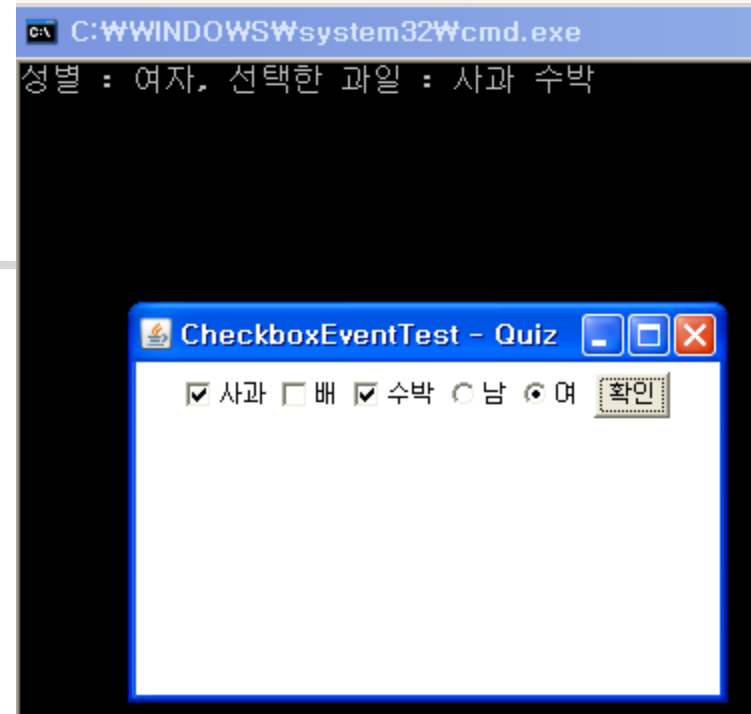 C:₩WINDOWS₩system32₩cmd.exe
성별 : 여자, 선택한 과일 : 사과 수박
CheckboxEventTest - Quiz
사과 배 수박 남 여 확인